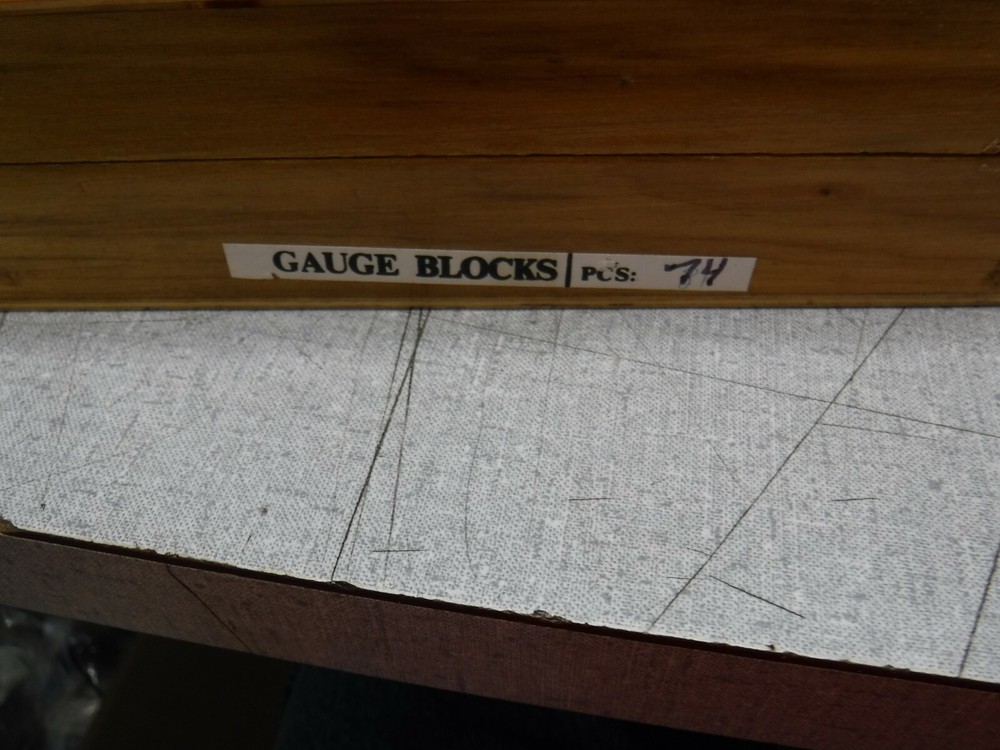 GAUGE BLOCKS | PCS: 74